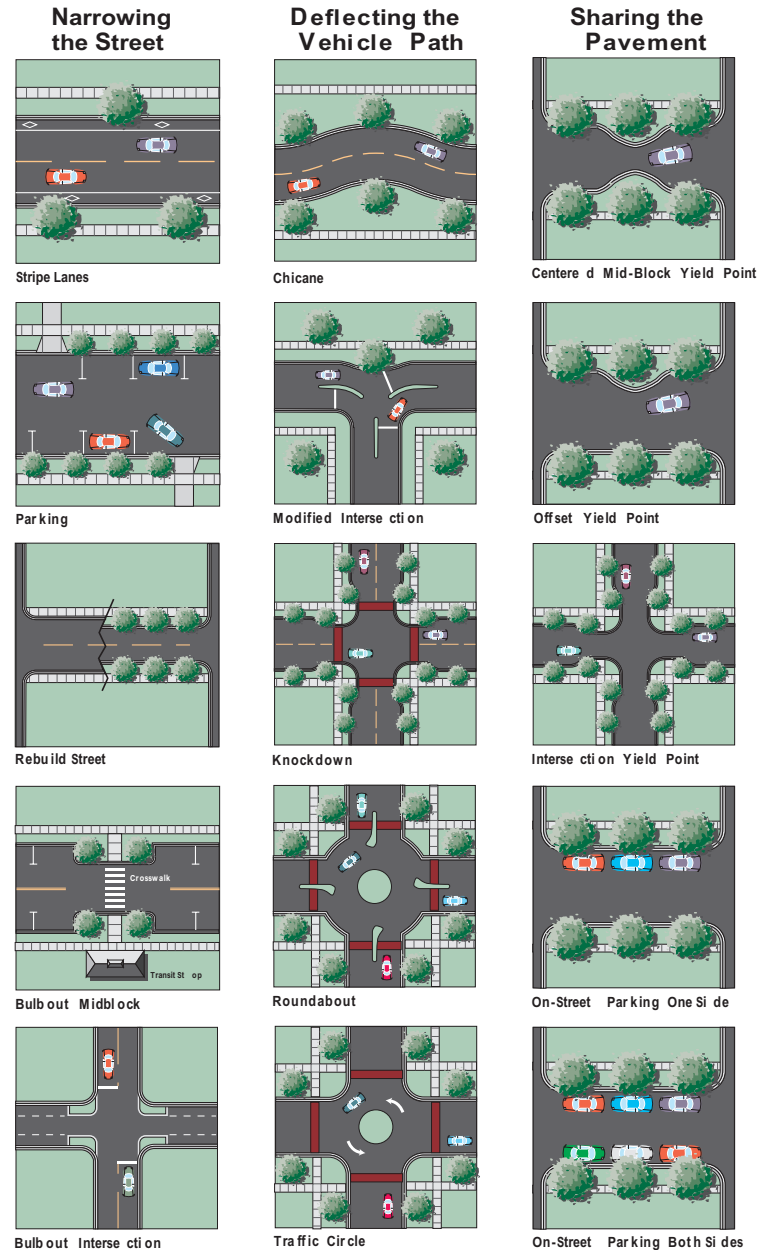 Narrowing
the Street
Deflecting the
Vehicle Path
Sharing the
Pavement
Stripe Lanes
Chicane
Centered Mid-Block Yield Point
Parking
Modified Intersection
Offset Yield Point
Rebuild Street
Knockdown
Intersection Yield Point
Crosswalk
Transit Stop
Bulbout Midblock
Roundabout
On-Street Parking One Side
Bulbout Intersection
Traffic Circle
On-Street Parking Both Sides